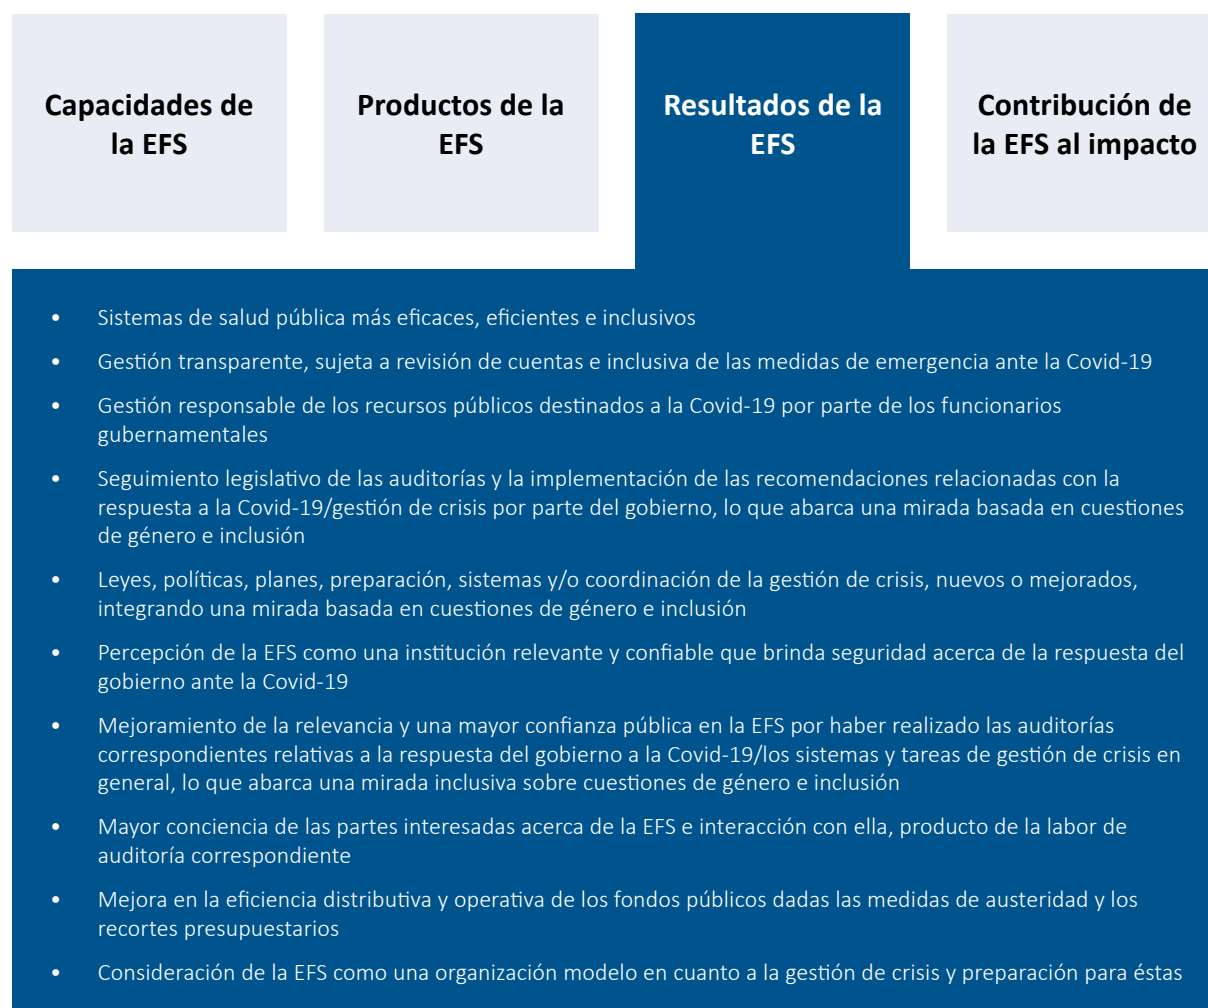 Capacidades de
la EFS
Productos de la
EFS
Resultados de la
EFS
Contribución de
la EFS al impacto
• Sistemas de salud pública más eficaces, eficientes e inclusivos
• Gestión transparente, sujeta a revisión de cuentas e inclusiva de las medidas de emergencia ante la Covid-19
• Gestión responsable de los recursos públicos destinados a la Covid-19 por parte de los funcionarios
gubernamentales
• Seguimiento legislativo de las auditorías y la implementación de las recomendaciones relacionadas con la
respuesta a la Covid-19/gestión de crisis por parte del gobierno, lo que abarca una mirada basada en cuestiones
de género e inclusión
• Leyes, políticas, planes, preparación, sistemas y/o coordinación de la gestión de crisis, nuevos o mejorados,
integrando una mirada basada en cuestiones de género e inclusión
• Percepción de la EFS como una institución relevante y confiable que brinda seguridad acerca de la respuesta del
gobierno ante la Covid-19
• Mejoramiento de la relevancia y una mayor confianza pública en la EFS por haber realizado las auditorías
correspondientes relativas a la respuesta del gobierno a la Covid-19/los sistemas y tareas de gestión de crisis en
general, lo que abarca una mirada inclusiva sobre cuestiones de género e inclusión
• Mayor conciencia de las partes interesadas acerca de la EFS e interacción con ella, producto de la labor de
auditoría correspondiente
• Mejora en la eficiencia distributiva y operativa de los fondos públicos dadas las medidas de austeridad y los
recortes presupuestarios
• Consideración de la EFS como una organización modelo en cuanto a la gestión de crisis y preparación para éstas